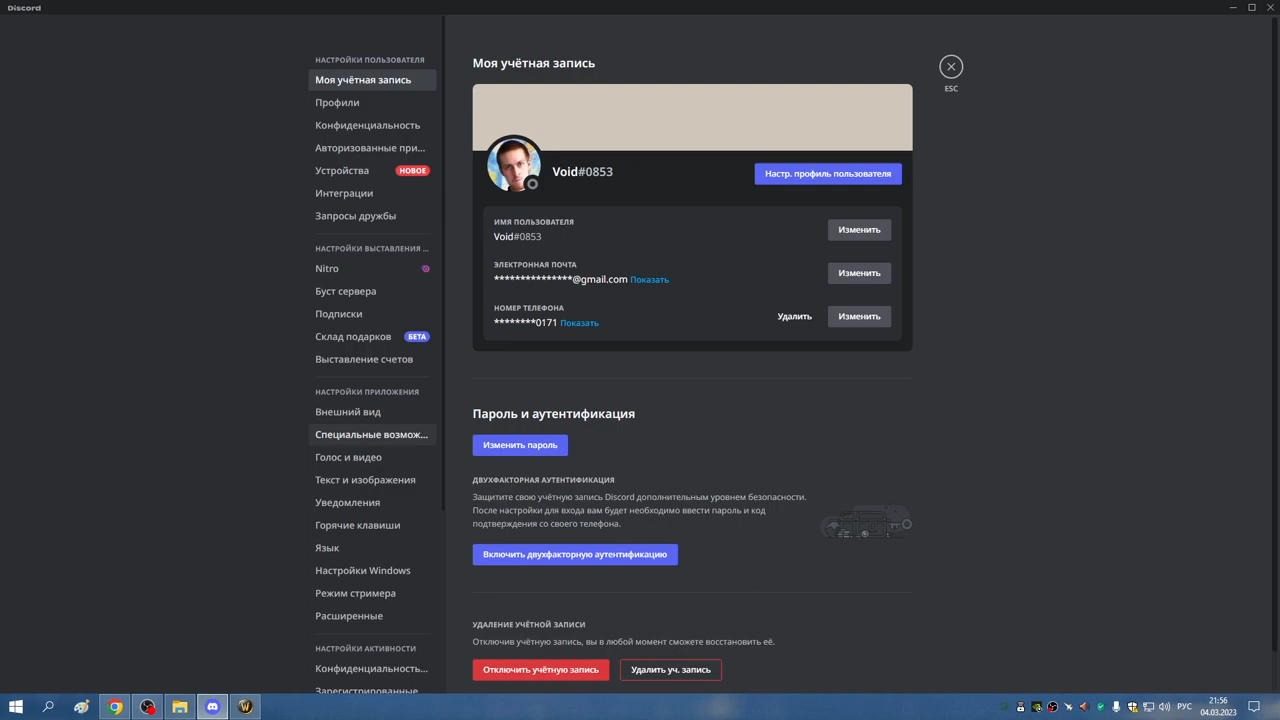 Discord
НАСТРОЙКИ ПОЛЬЗОВАТЕЛЯ
Моя учётная запись
Профили
Конфиденциальность
Авторизованные при...
Устройства НОВОЕ
Интеграции
Запросы дружбы
НАСТРОЙКИ ВЫСТАВЛЕНИЯ ...
Nitro
Буст сервера
Подписки
Склад подарков БЕТА
Выставление счетов
НАСТРОЙКИ ПРИЛОЖЕНИЯ
Внешний вид
Специальные возмож...
Голос и видео
Текст и изображения
Уведомления
Горячие клавиши
Язык
Настройки Windows
Режим стримера
Расширенные
НАСТРОЙКИ АКТИВНОСТИ
Конфиденциальность...
Зарегистрированные
Моя учётная запись
ESC
Void#0853
Настр. профиль пользователя
ИМЯ ПОЛЬЗОВАТЕЛЯ
Void#0853
Изменить
ЭЛЕКТРОННАЯ ПОЧТА
***************@gmail.com Показать
Изменить
НОМЕР ТЕЛЕФОНА
********0171 Показать
Удалить Изменить
Пароль и аутентификация
Изменить пароль
ДВУХФАКТОРНАЯ АУТЕНТИФИКАЦИЯ
Защитите свою учётную запись Discord дополнительным уровнем безопасности.
После настройки для входа вам будет необходимо ввести пароль и код
подтверждения со своего телефона.
Включить двухфакторную аутентификацию
УДАЛЕНИЕ УЧЁТНОЙ ЗАПИСИ
Отключив учётную запись, вы в любой момент сможете восстановить её.
Отключить учётную запись Удалить уч. запись
РУС
21:56
04.03.2023